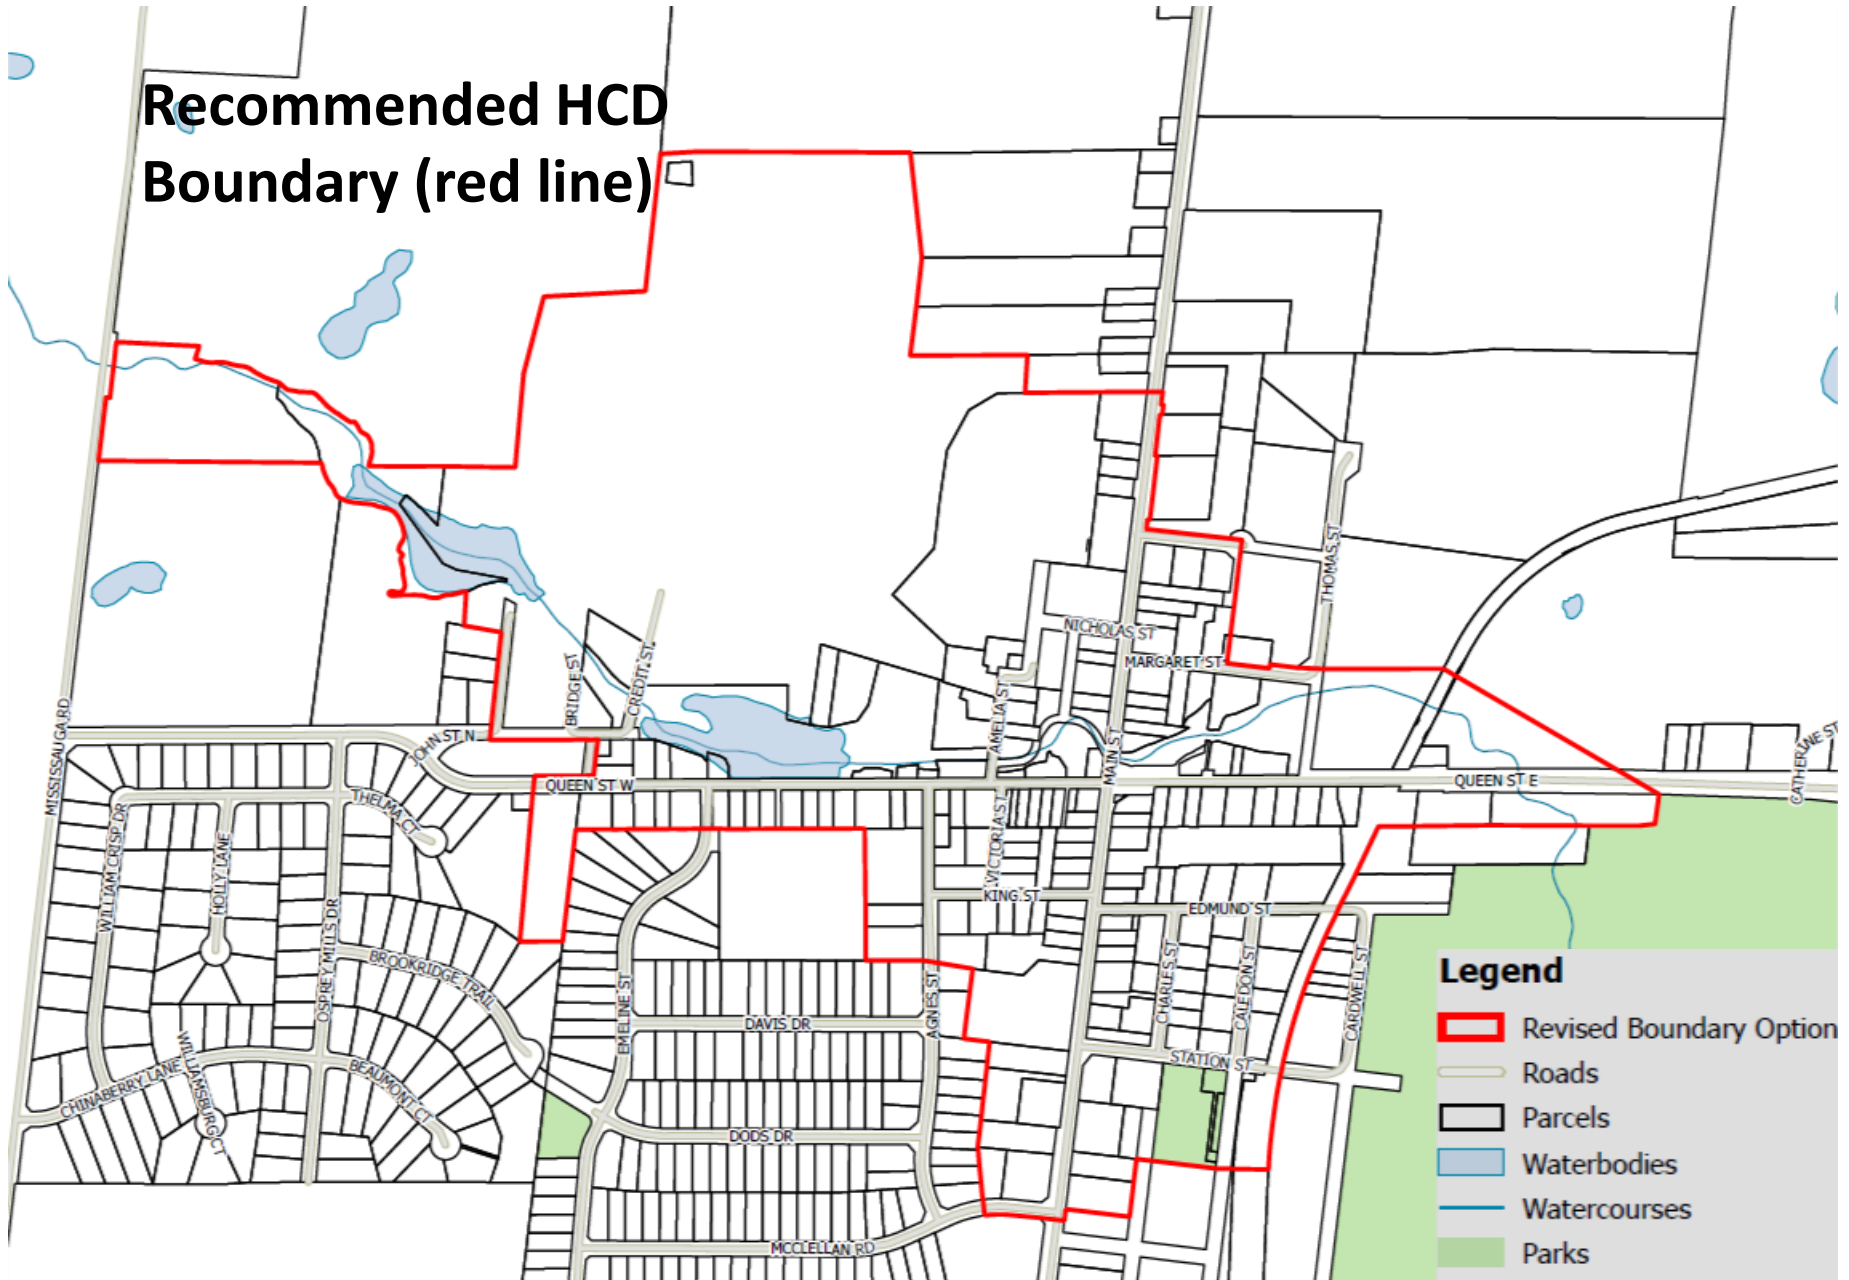 Recommended HCD
Boundary (red line)
NICHOLAS ST
MARGARET ST
THOMAS ST
MISSISSAUGA RD
JOHN ST N
BRIDGE ST
CREDIT ST
AMELIA ST
MAIN ST
QUEEN ST W
QUEEN ST E
CATHERINE ST
THELMA CT
WILLIAM CRISP DR
HOLLY LANE
VICTORIA ST
KING ST
EDMUND ST
OSPREY MILLS DR
BROOKRIDGE TRAIL
EMELINE ST
DAVIS DR
AGNES ST
CHARLES ST
CALEDON ST
CARDWELL ST
STATION ST
CHINABERRY LANE
WILLIAMSBURG CT
BEAUMONT CT
DODS DR
MCCLELLAN RD
Legend
Revised Boundary Option
Roads
Parcels
Waterbodies
Watercourses
Parks